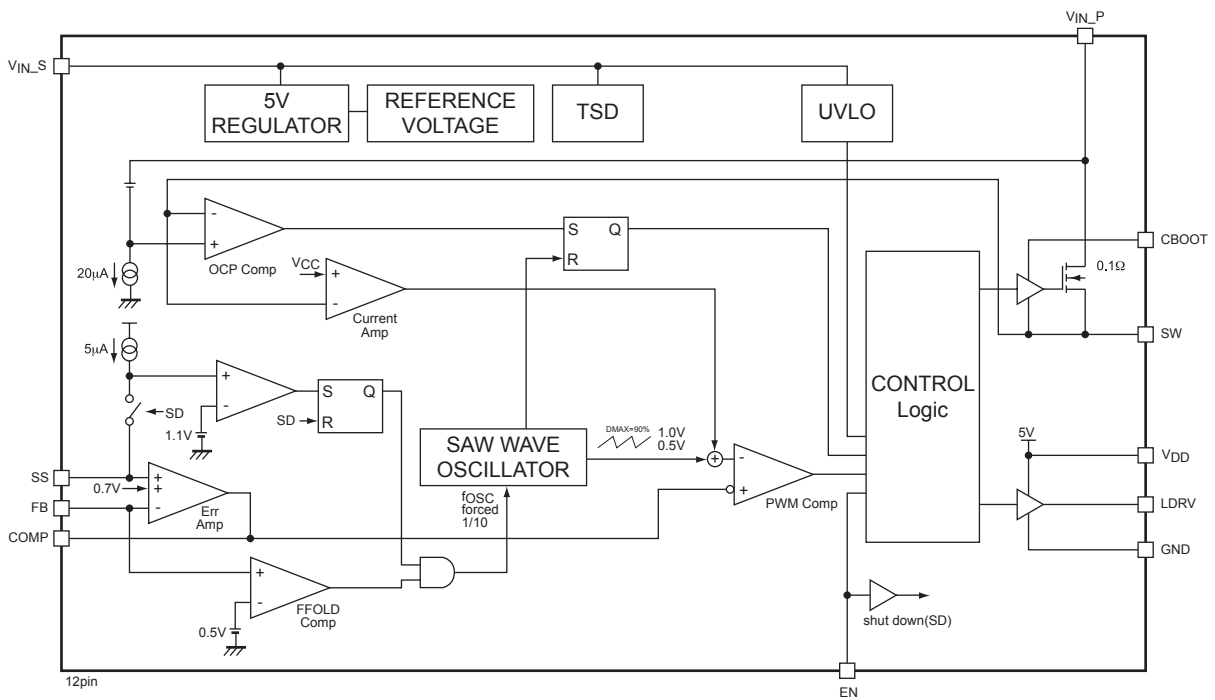 VIN_P
VIN_S
5V
REGULATOR
REFERENCE
VOLTAGE
TSD
UVLO
-
+
OCP Comp
S Q
R
CBOOT
20μA
VCC
+
-
Current
Amp
0.1Ω
SW
5μA
+
-
S Q
R
SD
SD
1.1V
CONTROL
Logic
SAW WAVE
OSCILLATOR
DMAX=90%
1.0V
0.5V
+
-
+
PWM Comp
5V
VDD
SS
0.7V
+
+
-
Err
Amp
FB
COMP
fOSC
forced
1/10
LDRV
GND
+
-
FFOLD
Comp
0.5V
shut down(SD)
12pin
EN